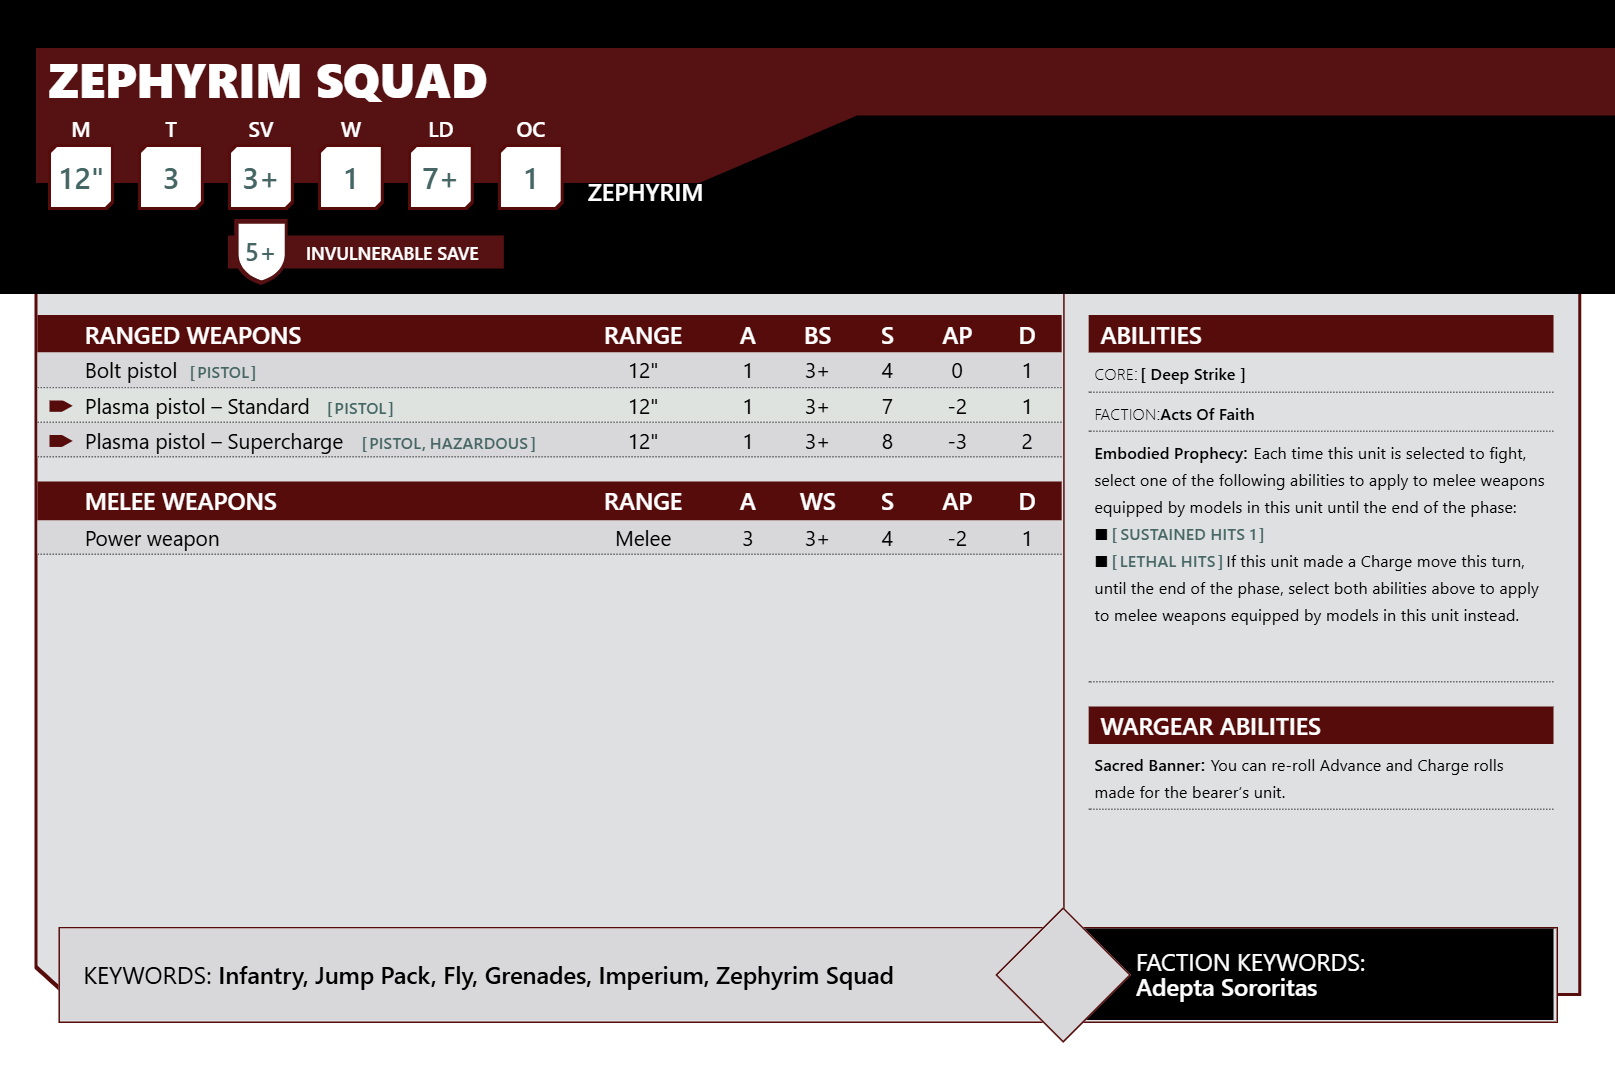 ZEPHYRIM SQUAD
M T SV W LD OC
12" 3 3+ 1 7+ 1 ZEPHYRIM
5+ INVULNERABLE SAVE
RANGED WEAPONS RANGE A BS S AP D
Bolt pistol [PISTOL] 12" 1 3+ 4 0 1
Plasma pistol – Standard [PISTOL] 12" 1 3+ 7 -2 1
Plasma pistol – Supercharge [PISTOL, HAZARDOUS] 12" 1 3+ 8 -3 2
MELEE WEAPONS RANGE A WS S AP D
Power weapon Melee 3 3+ 4 -2 1
ABILITIES
CORE: [ Deep Strike ]
FACTION:Acts Of Faith
Embodied Prophecy: Each time this unit is selected to fight,
select one of the following abilities to apply to melee weapons
equipped by models in this unit until the end of the phase:
■ [ SUSTAINED HITS 1]
■ [ LETHAL HITS] If this unit made a Charge move this turn,
until the end of the phase, select both abilities above to apply
to melee weapons equipped by models in this unit instead.
WARGEAR ABILITIES
Sacred Banner: You can re-roll Advance and Charge rolls
made for the bearer’s unit.
KEYWORDS: Infantry, Jump Pack, Fly, Grenades, Imperium, Zephyrim Squad
FACTION KEYWORDS:
Adepta Sororitas